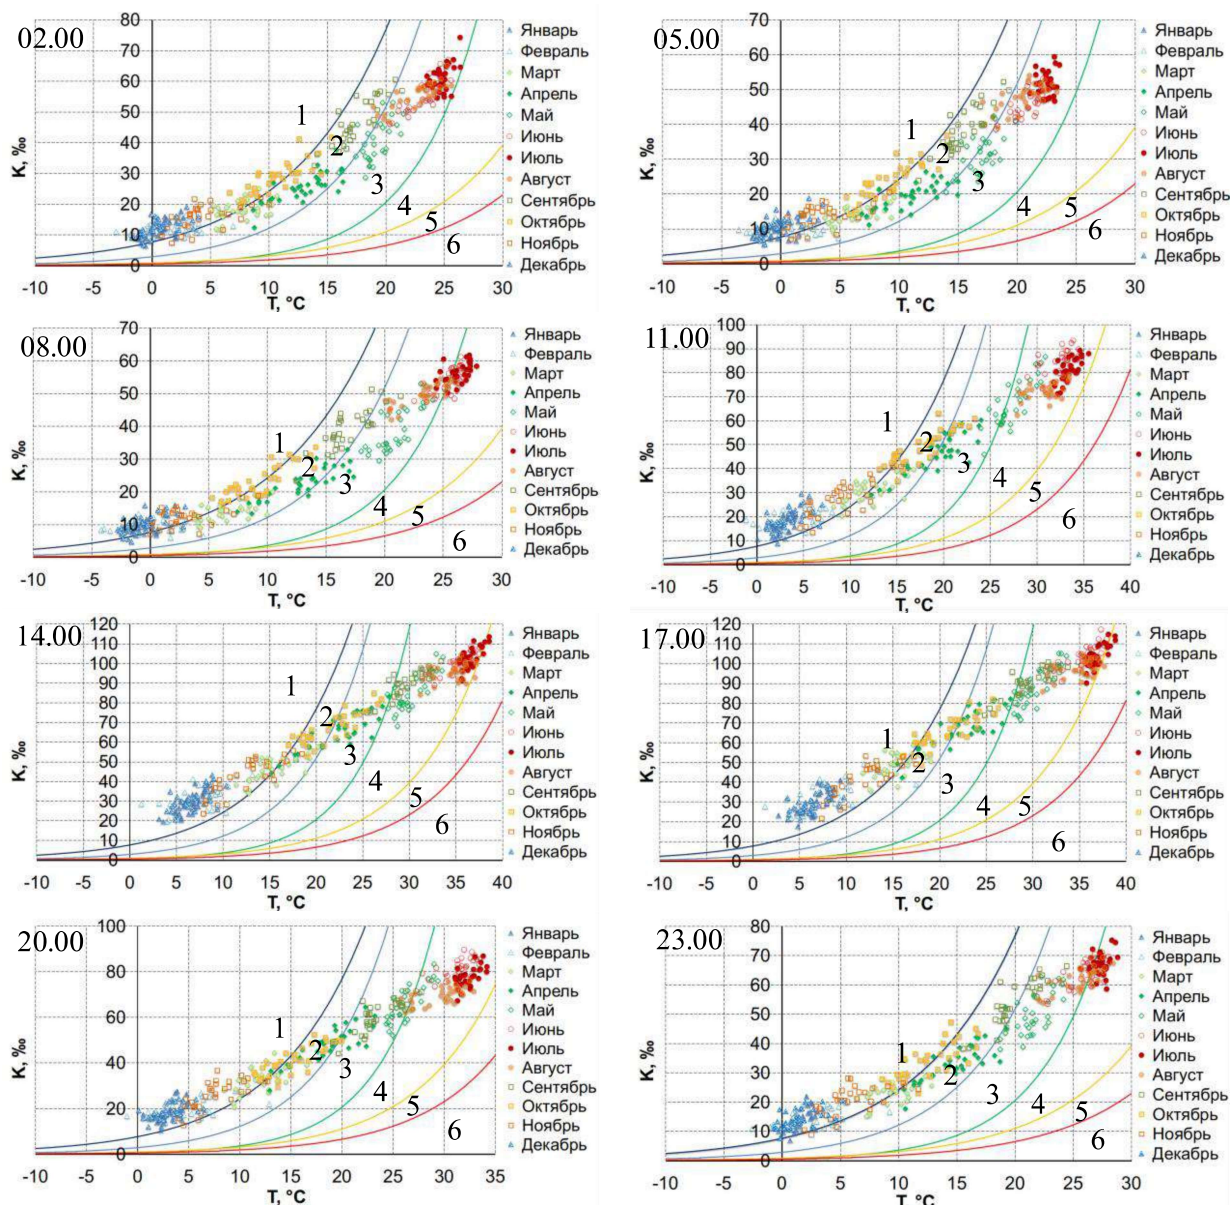 02.00
K, ‰
80
70
60
50
40
30
20
10
0
-10 -5 0 5 10 15 20 25 30
T, °C
1
2
3
4
5
6
Январь
Февраль
Март
Апрель
Май
Июнь
Июль
Август
Сентябрь
Октябрь
Ноябрь
Декабрь
05.00
K, ‰
70
60
50
40
30
20
10
0
-10 -5 0 5 10 15 20 25 30
T, °C
1
2
3
4
5
6
Январь
Февраль
Март
Апрель
Май
Июнь
Июль
Август
Сентябрь
Октябрь
Ноябрь
Декабрь
08.00
K, ‰
70
60
50
40
30
20
10
0
-10 -5 0 5 10 15 20 25 30
T, °C
1
2
3
4
5
6
Январь
Февраль
Март
Апрель
Май
Июнь
Июль
Август
Сентябрь
Октябрь
Ноябрь
Декабрь
11.00
K, ‰
100
90
80
70
60
50
40
30
20
10
0
-10 -5 0 5 10 15 20 25 30 35 40
T, °C
1
2
3
4
5
6
Январь
Февраль
Март
Апрель
Май
Июнь
Июль
Август
Сентябрь
Октябрь
Ноябрь
Декабрь
14.00
K, ‰
120
110
100
90
80
70
60
50
40
30
20
10
0
-10 -5 0 5 10 15 20 25 30 35 40
T, °C
1
2
3
4
5
6
Январь
Февраль
Март
Апрель
Май
Июнь
Июль
Август
Сентябрь
Октябрь
Ноябрь
Декабрь
17.00
K, ‰
120
110
100
90
80
70
60
50
40
30
20
10
0
-10 -5 0 5 10 15 20 25 30 35 40
T, °C
1
2
3
4
5
6
Январь
Февраль
Март
Апрель
Май
Июнь
Июль
Август
Сентябрь
Октябрь
Ноябрь
Декабрь
20.00
K, ‰
100
80
60
40
20
0
-10 -5 0 5 10 15 20 25 30 35
T, °C
1
2
3
4
5
6
Январь
Февраль
Март
Апрель
Май
Июнь
Июль
Август
Сентябрь
Октябрь
Ноябрь
Декабрь
23.00
K, ‰
80
70
60
50
40
30
20
10
0
-10 -5 0 5 10 15 20 25 30
T, °C
1
2
3
4
5
6
Январь
Февраль
Март
Апрель
Май
Июнь
Июль
Август
Сентябрь
Октябрь
Ноябрь
Декабрь